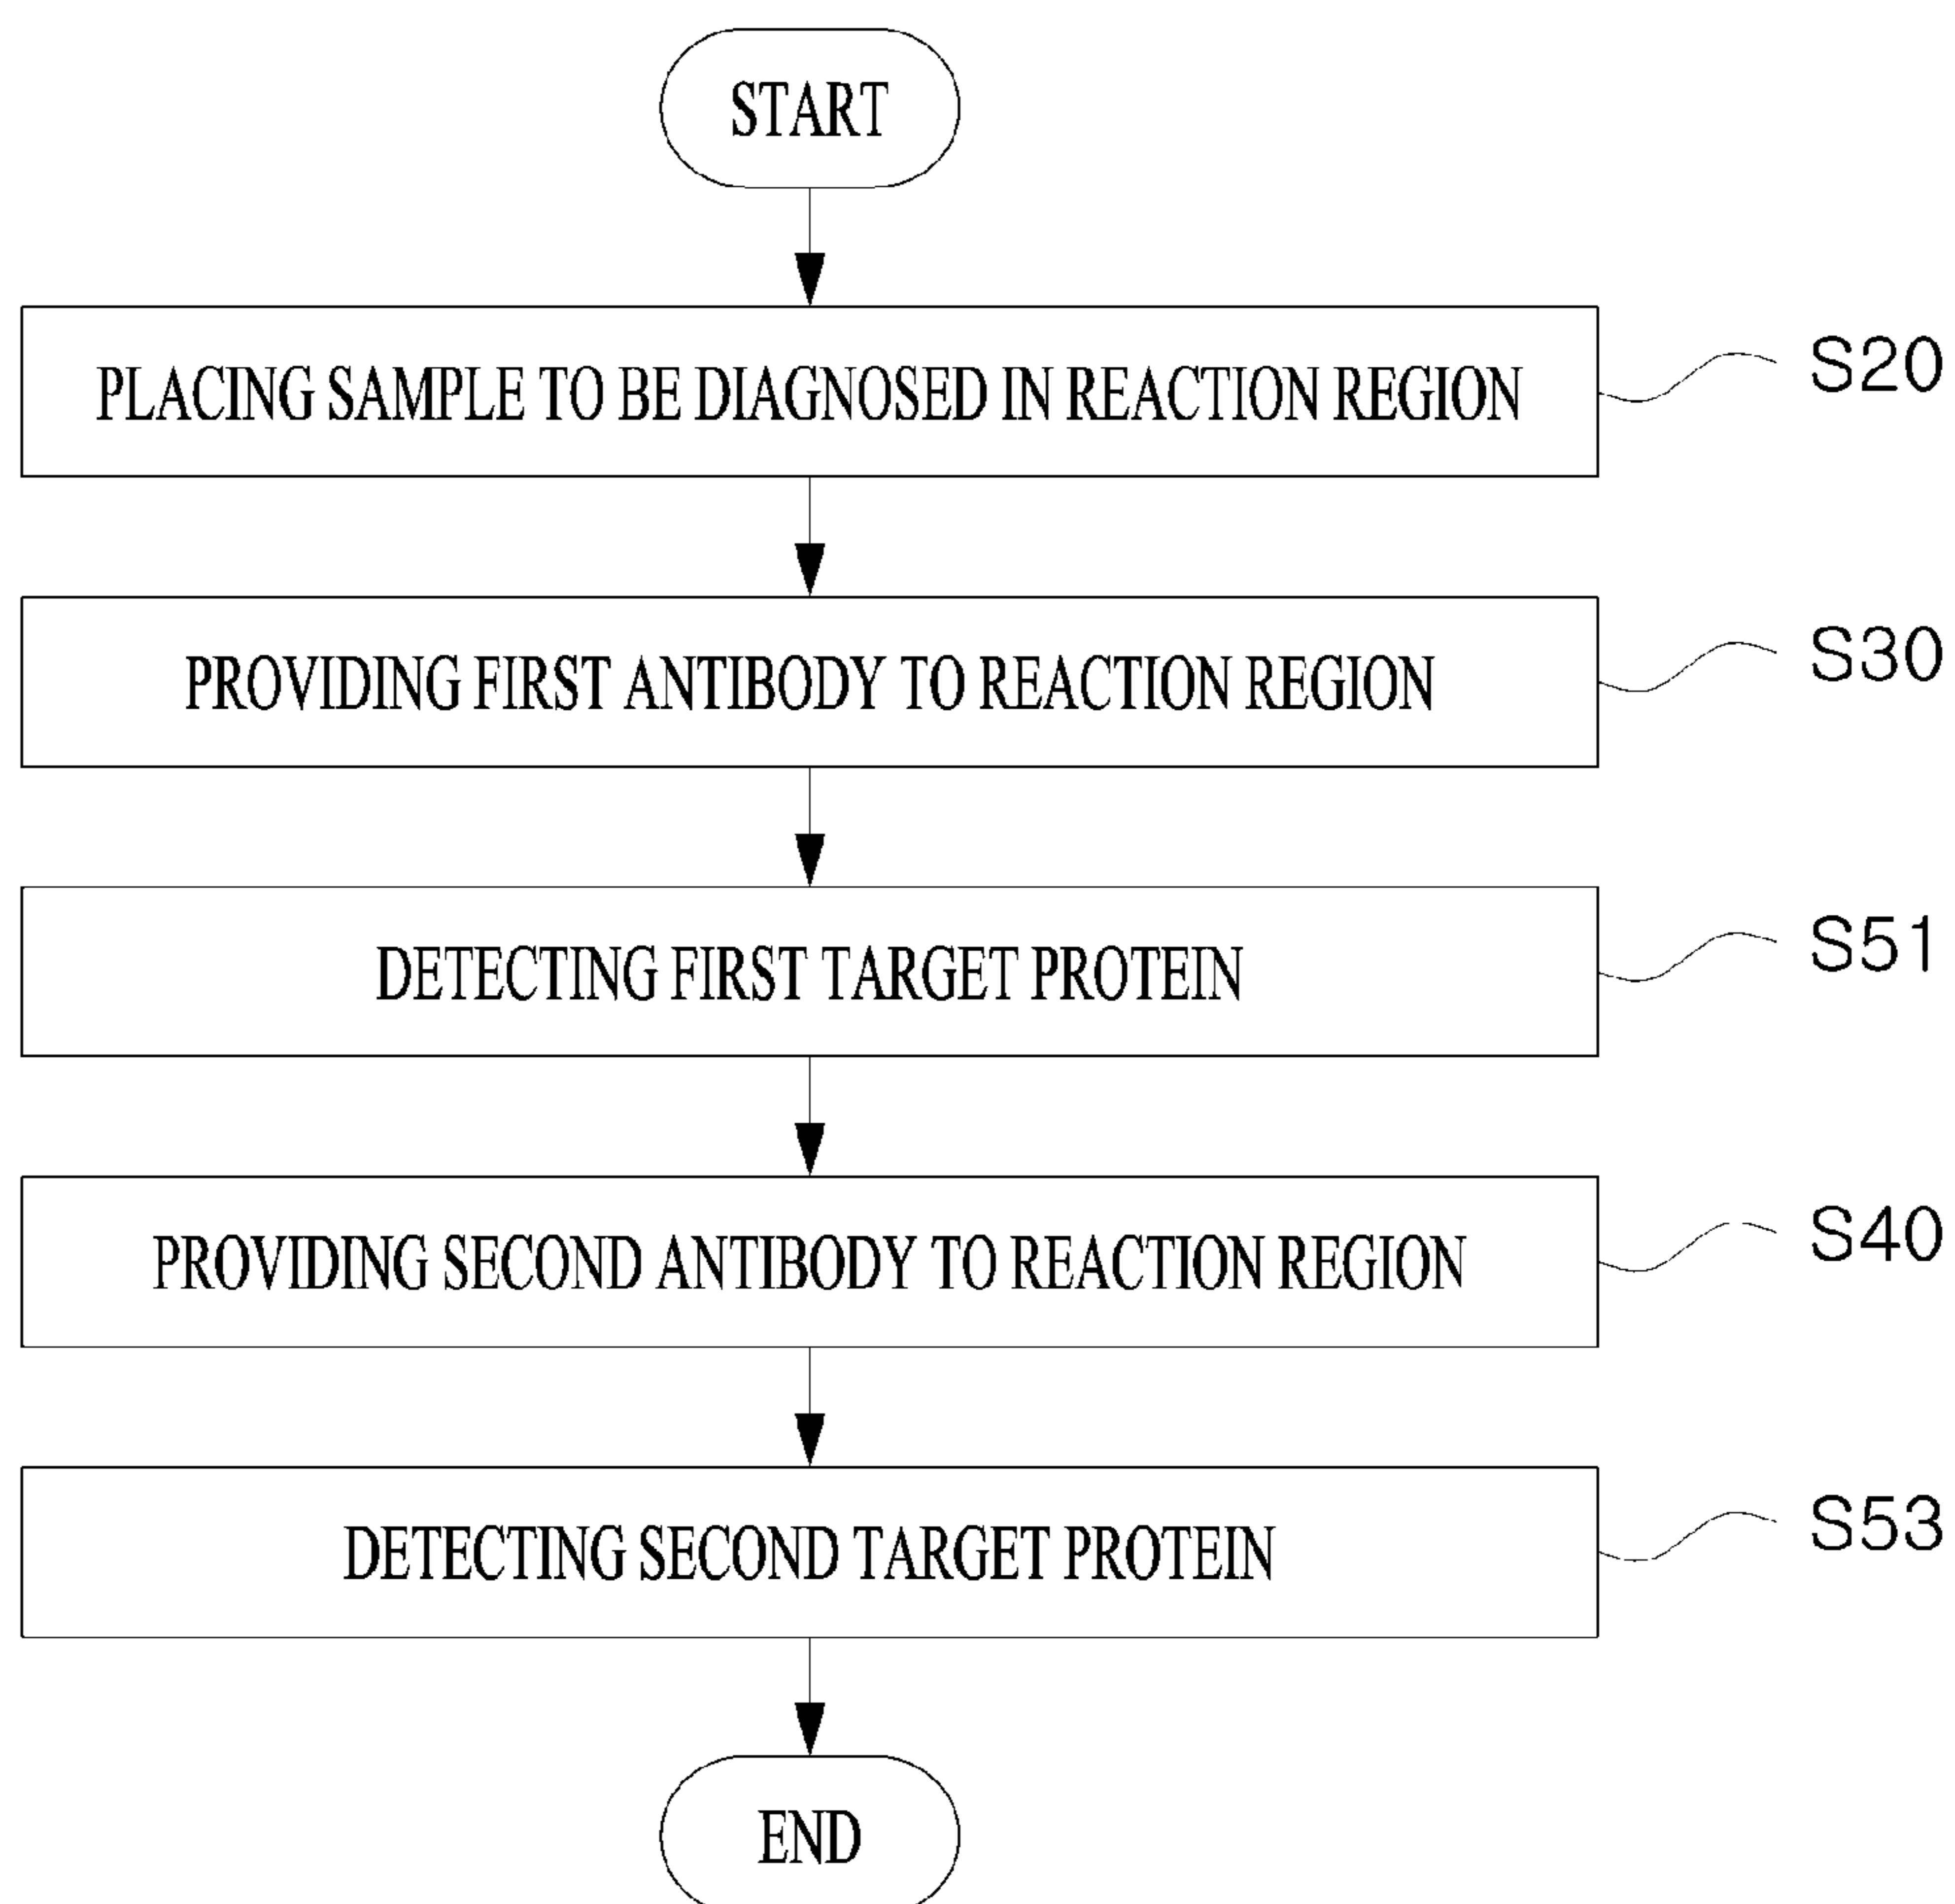 START
PLACING SAMPLE TO BE DIAGNOSED IN REACTION REGION
S20
PROVIDING FIRST ANTIBODY TO REACTION REGION
S30
DETECTING FIRST TARGET PROTEIN
S51
PROVIDING SECOND ANTIBODY TO REACTION REGION
S40
DETECTING SECOND TARGET PROTEIN
S53
END